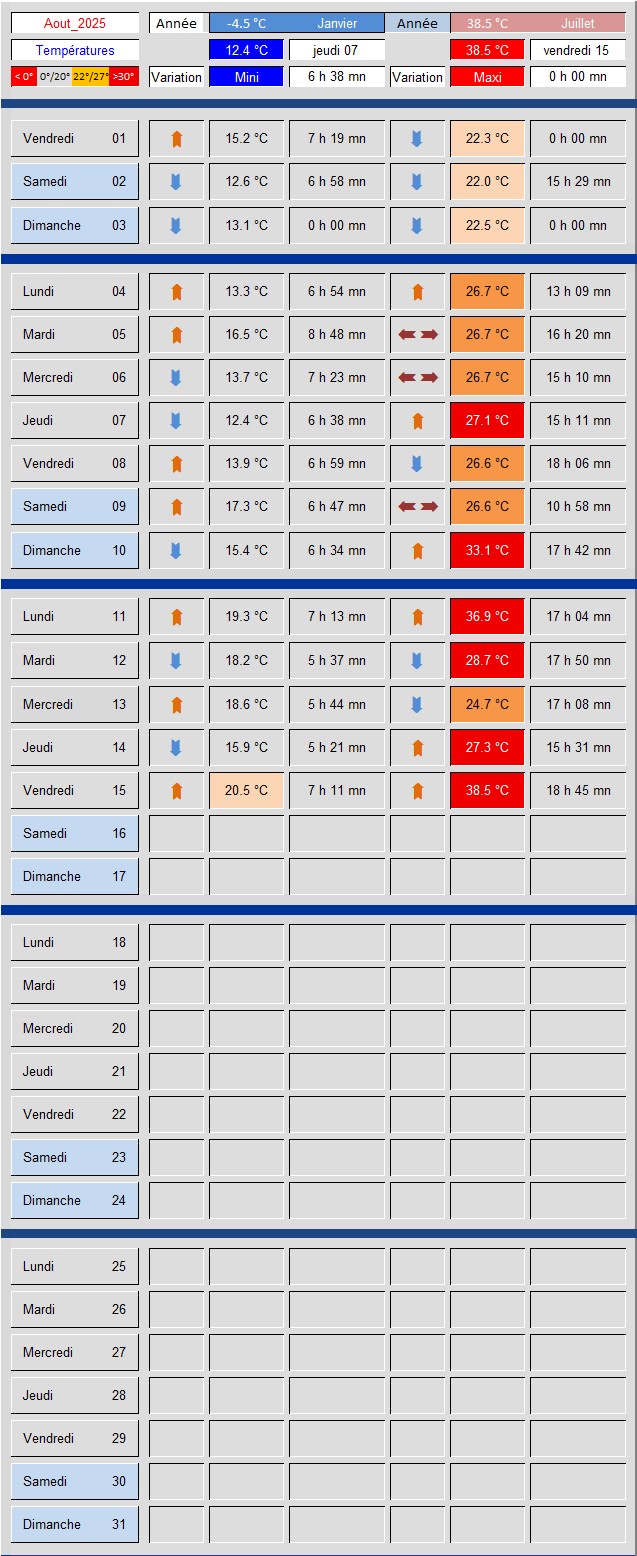 Aout_2025 Année -4.5 °C Janvier Année 38.5 °C Juillet
Températures 12.4 °C jeudi 07 38.5 °C vendredi 15
< 0° 0°/20° 22°/27° >30° Variation Mini 6 h 38 mn Variation Maxi 0 h 00 mn
Vendredi 01 15.2 °C 7 h 19 mn 22.3 °C 0 h 00 mn
Samedi 02 12.6 °C 6 h 58 mn 22.0 °C 15 h 29 mn
Dimanche 03 13.1 °C 0 h 00 mn 22.5 °C 0 h 00 mn
Lundi 04 13.3 °C 6 h 54 mn 26.7 °C 13 h 09 mn
Mardi 05 16.5 °C 8 h 48 mn 26.7 °C 16 h 20 mn
Mercredi 06 13.7 °C 7 h 23 mn 26.7 °C 15 h 10 mn
Jeudi 07 12.4 °C 6 h 38 mn 27.1 °C 15 h 11 mn
Vendredi 08 13.9 °C 6 h 59 mn 26.6 °C 18 h 06 mn
Samedi 09 17.3 °C 6 h 47 mn 26.6 °C 10 h 58 mn
Dimanche 10 15.4 °C 6 h 34 mn 33.1 °C 17 h 42 mn
Lundi 11 19.3 °C 7 h 13 mn 36.9 °C 17 h 04 mn
Mardi 12 18.2 °C 5 h 37 mn 28.7 °C 17 h 50 mn
Mercredi 13 18.6 °C 5 h 44 mn 24.7 °C 17 h 08 mn
Jeudi 14 15.9 °C 5 h 21 mn 27.3 °C 15 h 31 mn
Vendredi 15 20.5 °C 7 h 11 mn 38.5 °C 18 h 45 mn
Samedi 16
Dimanche 17
Lundi 18
Mardi 19
Mercredi 20
Jeudi 21
Vendredi 22
Samedi 23
Dimanche 24
Lundi 25
Mardi 26
Mercredi 27
Jeudi 28
Vendredi 29
Samedi 30
Dimanche 31